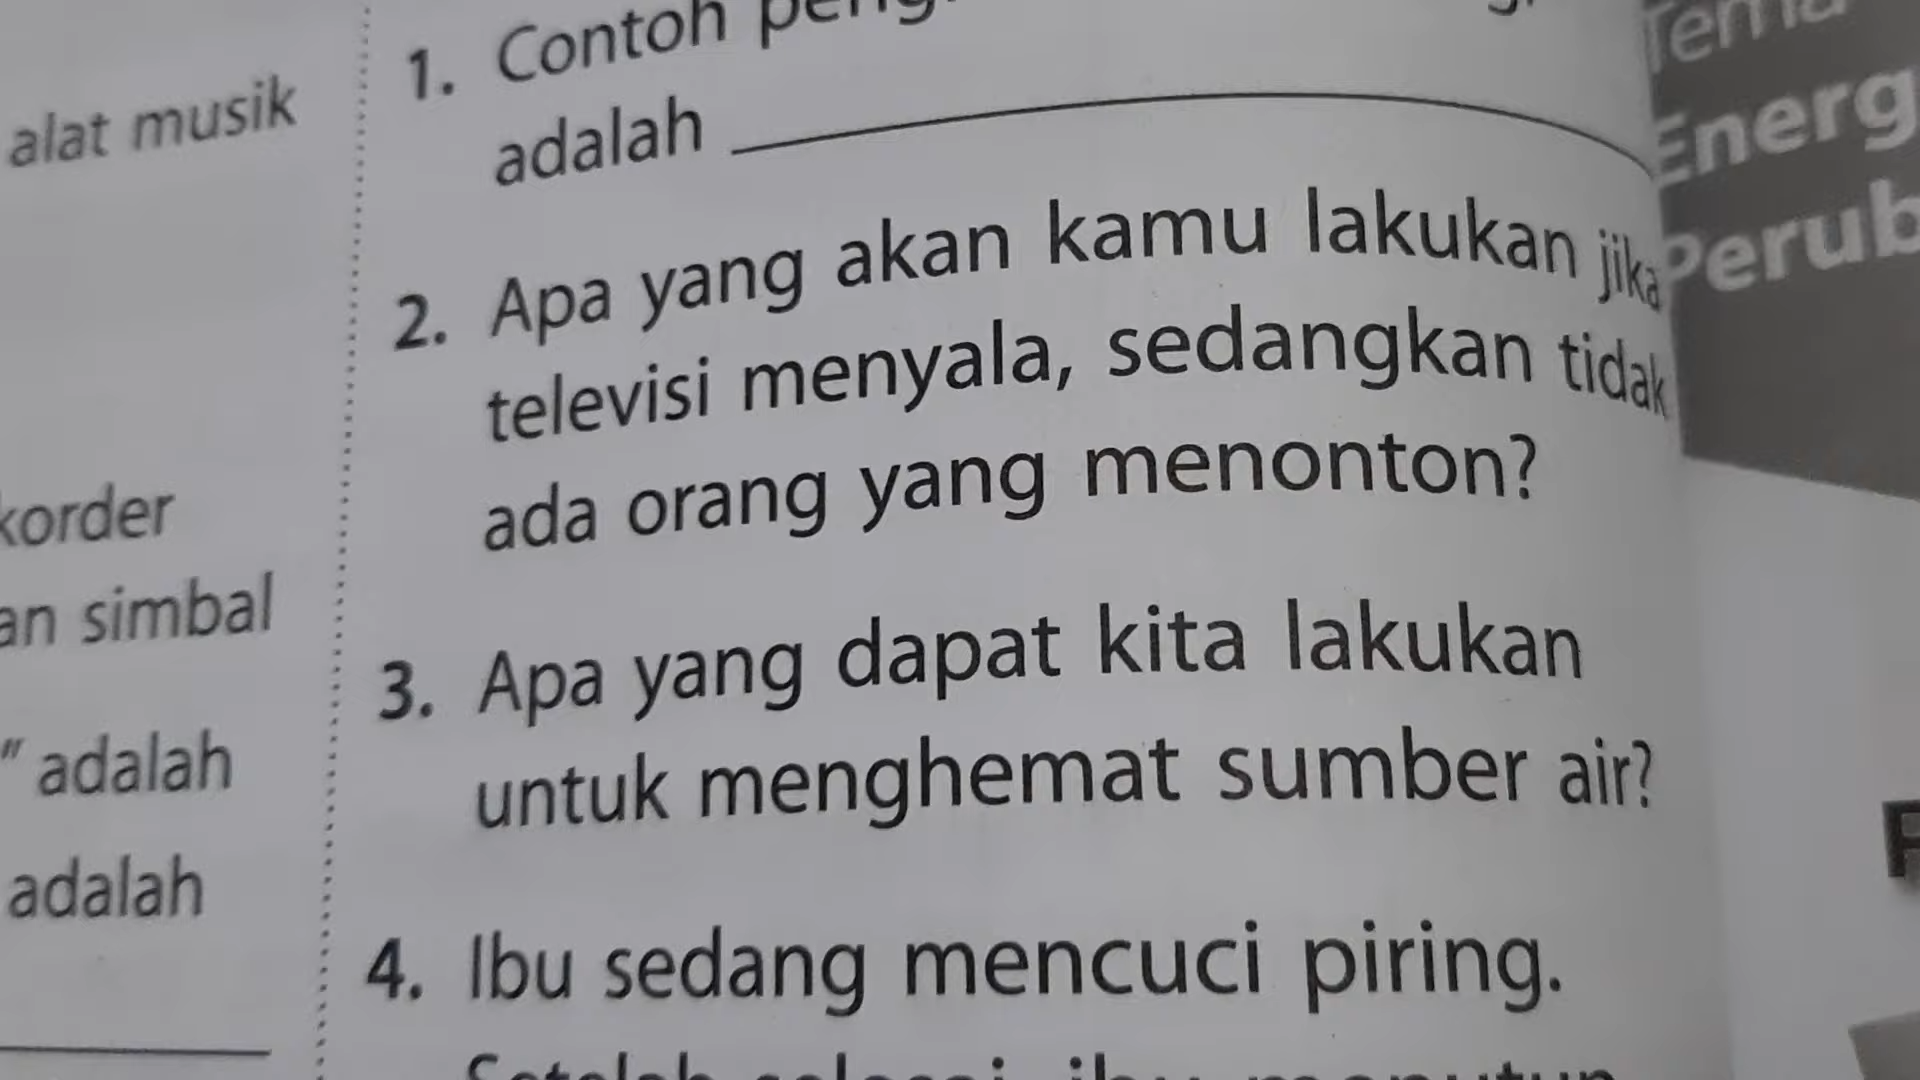 alat musik
korder
an simbal
" adalah
adalah
1. Contoh
adalah
2. Apa yang akan kamu lakukan jika
televisi menyala, sedangkan tidak
ada orang yang menonton?
3. Apa yang dapat kita lakukan
untuk menghemat sumber air?
4. Ibu sedang mencuci piring.
Tema
Energ
Perub